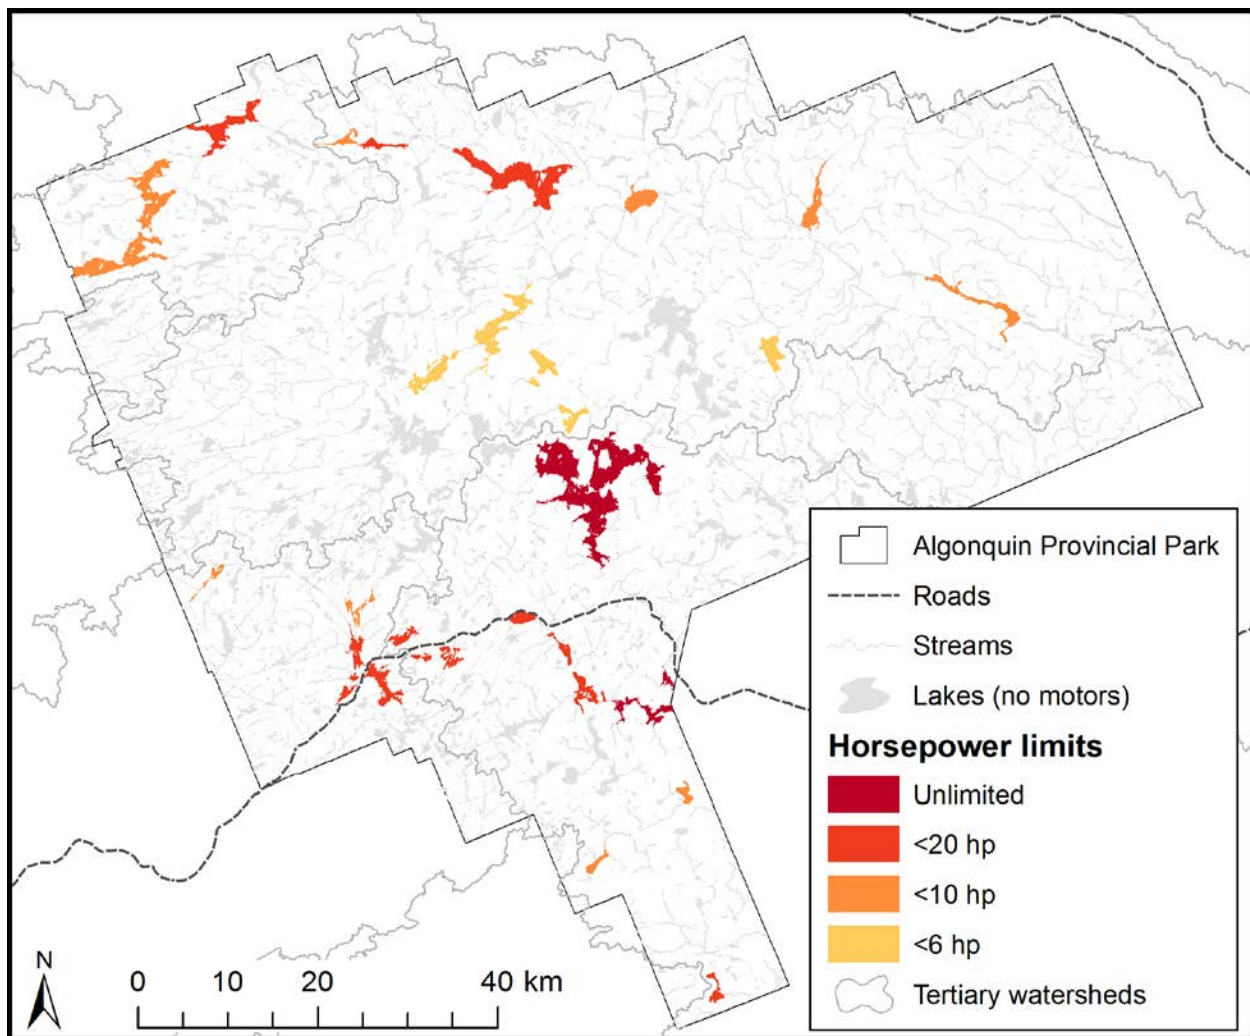 Algonquin Provincial Park
Roads
Streams
Lakes (no motors)
Horsepower limits
Unlimited
<20 hp
<10 hp
<6 hp
Tertiary watersheds
N
0 10 20 40 km